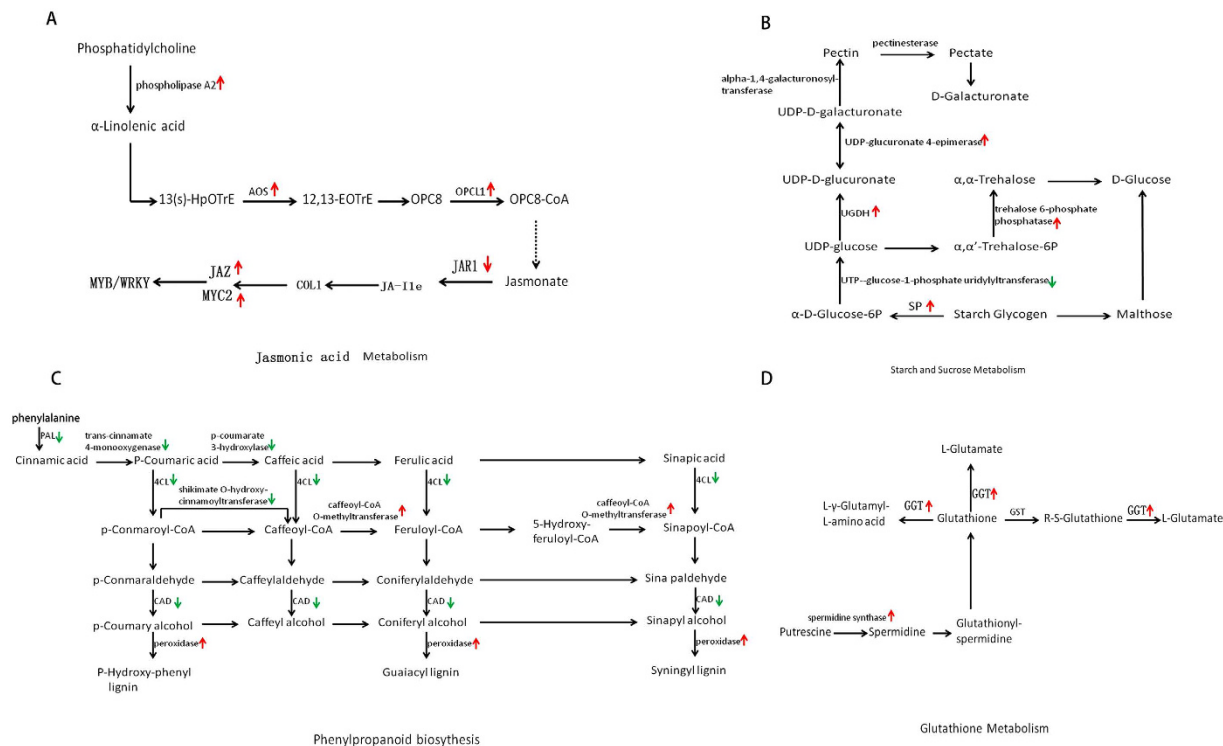 A
Phosphatidylcholine
phospholipase A2
α-Linolenic acid
13(s)-HpOTrE
AOS
12,13-EOTrE
OPC8
OPCL1
OPC8-CoA
MYB/WRKY
JAZ
MYC2
COL1
JA-I1e
JAR1
Jasmonate
Jasmonic acid Metabolism
B
Pectin
pectinesterase
Pectate
alpha-1,4-galacturonosyl-
transferase
D-Galacturonate
UDP-D-galacturonate
UDP-glucuronate 4-epimerase
UDP-D-glucuronate
α,α-Trehalose
D-Glucose
UGDH
trehalose 6-phosphate
phosphatase
UDP-glucose
α,α'-Trehalose-6P
UTP--glucose-1-phosphate uridylyltransferase
α-D-Glucose-6P
SP
Starch Glycogen
Malthose
Starch and Sucrose Metabolism
C
phenylalanine
PAL
trans-cinnamate
4-monooxygenase
p-coumarate
3-hydroxylase
Cinnamic acid
P-Coumaric acid
Caffeic acid
Ferulic acid
Sinapic acid
4CL
4CL
4CL
4CL
shikimate O-hydroxy-
cinnamoyltransferase
caffeoyl-CoA
O-methyltransferase
caffeoyl-CoA
O-methyltransferase
p-Conmaroyl-CoA
Caffeoyl-CoA
Feruloyl-CoA
5-Hydroxy-
feruloyl-CoA
Sinapoyl-CoA
p-Conmaraldehyde
Caffeylaldehyde
Coniferylaldehyde
Sina paldehyde
CAD
CAD
CAD
CAD
p-Coumary alcohol
Caffeyl alcohol
Coniferyl alcohol
Sinapyl alcohol
peroxidase
peroxidase
peroxidase
P-Hydroxy-phenyl
lignin
Guaiacyl lignin
Syningyl lignin
Phenylpropanoid biosythesis
D
L-Glutamate
GGT
L-γ-Glutamyl-
L-amino acid
GGT
Glutathione
GST
R-S-Glutathione
GGT
L-Glutamate
spermidine synthase
Putrescine
Spermidine
Glutathionyl-
spermidine
Glutathione Metabolism